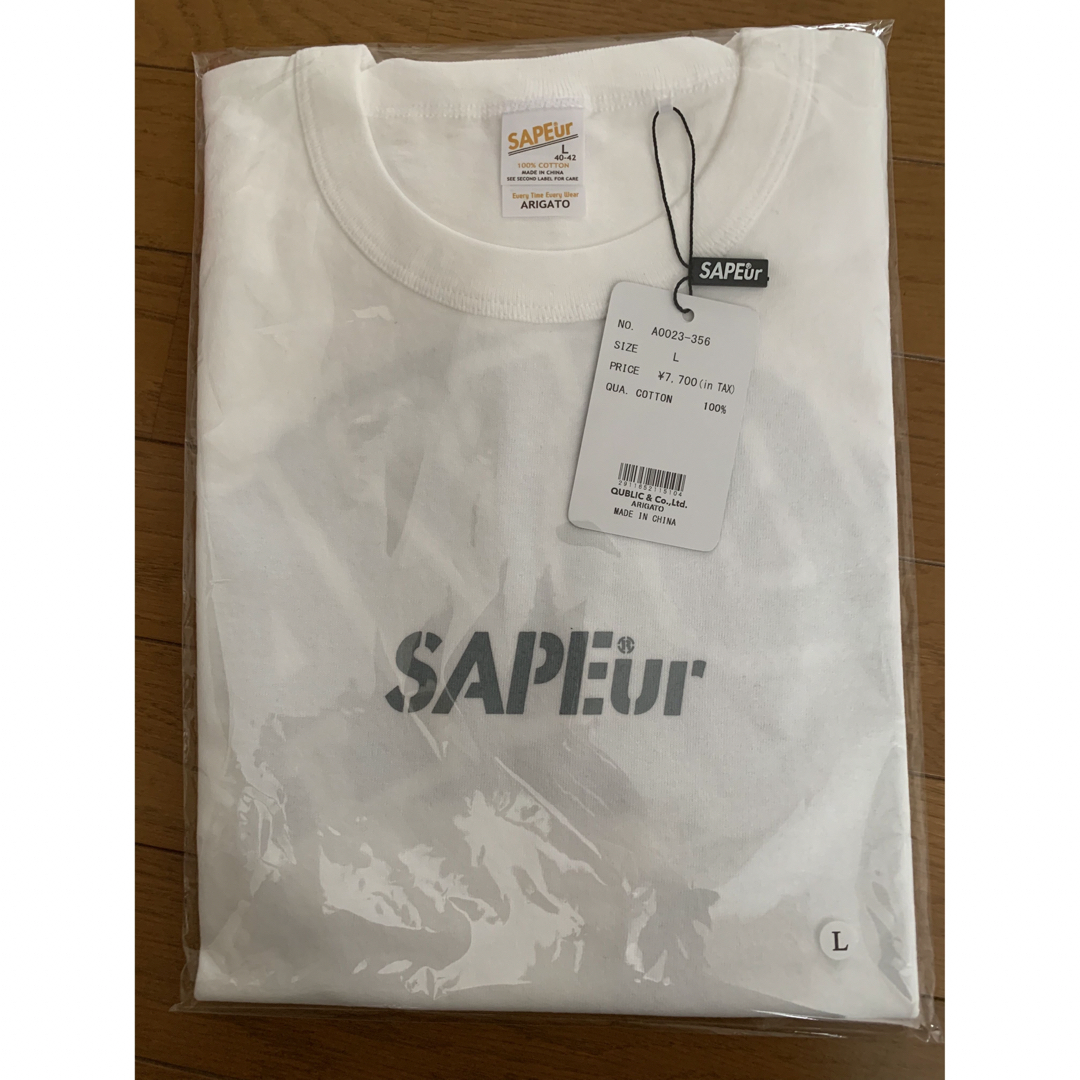 SAPEur
L
40-42
100% COTTON
MADE IN CHINA
SEE SECOND LABEL FOR CARE
Every Time Every Wear
ARIGATO
SAPEur
NO. A0023-356
SIZE L
PRICE ¥7,700(in TAX)
QUA. COTTON 100%
2911652115104
QUBLIC & Co.,Ltd.
ARIGATO
MADE IN CHINA
SAPEur
L